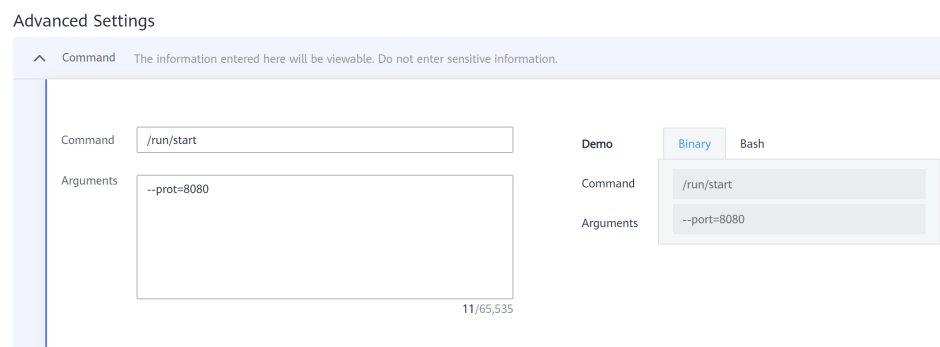 Advanced Settings
Command The information entered here will be viewable. Do not enter sensitive information.
Command /run/start
Arguments --prot=8080
11/65,535
Demo Binary Bash
Command /run/start
Arguments --port=8080